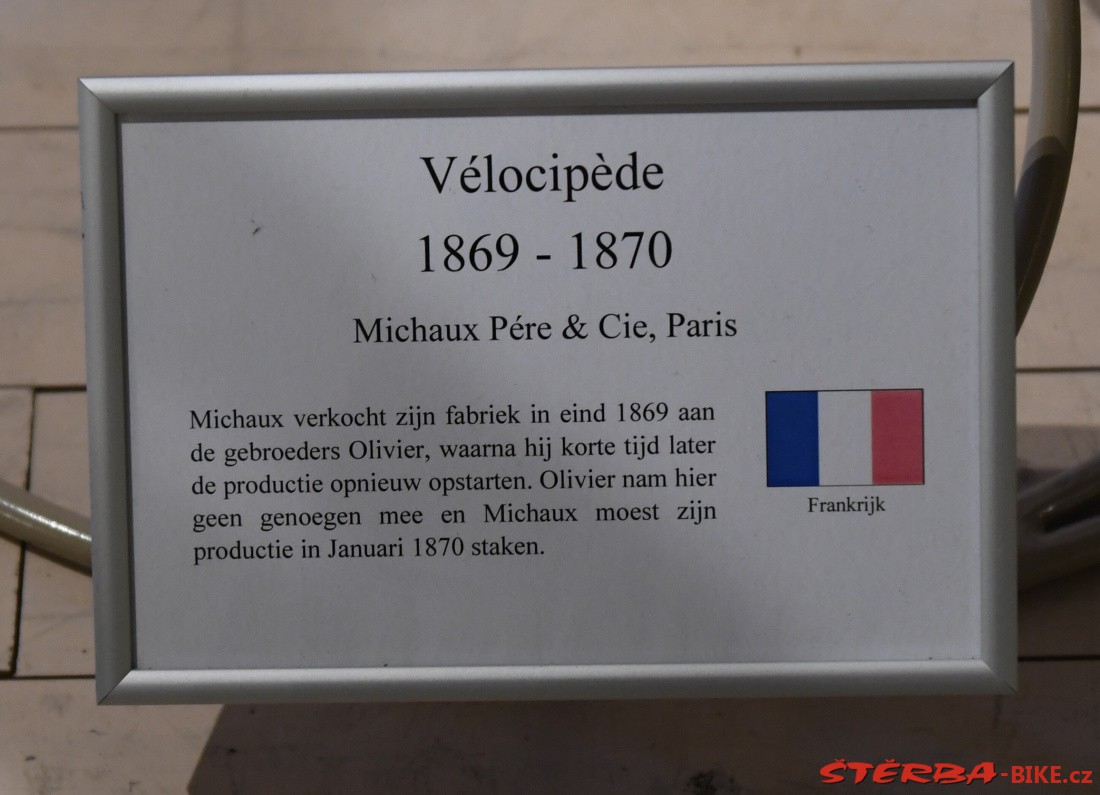 Vélocipède
1869 - 1870
Michaux Pére & Cie, Paris
Michaux verkocht zijn fabriek in eind 1869 aan
de gebroeders Olivier, waarna hij korte tijd later
de productie opnieuw opstarten. Olivier nam hier
geen genoegen mee en Michaux moest zijn
productie in Januari 1870 staken.
Frankrijk
ŠTĚRBA-BIKE.cz